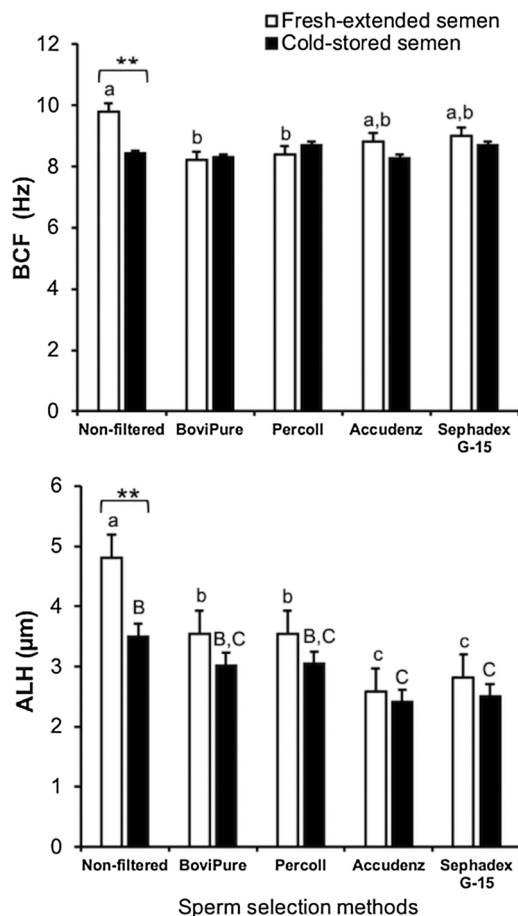 Fresh-extended semen
Cold-stored semen
12
10
8
6
4
2
0
BCF (Hz)
**
a
b
b
a,b
a,b
Non-filtered BoviPure Percoll Accudenz Sephadex
G-15
6
5
4
3
2
1
0
ALH (µm)
**
a
B
b
B,C
b
B,C
c
C
c
C
Non-filtered BoviPure Percoll Accudenz Sephadex
G-15
Sperm selection methods